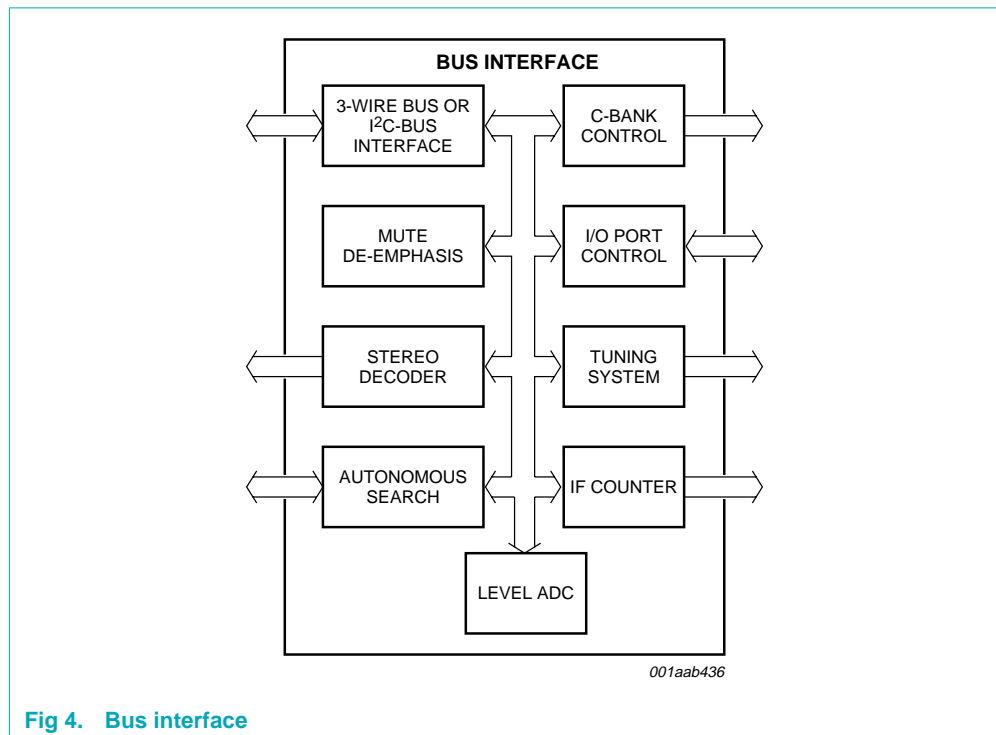 BUS INTERFACE
3-WIRE BUS OR
I²C-BUS
INTERFACE
C-BANK
CONTROL
MUTE
DE-EMPHASIS
I/O PORT
CONTROL
STEREO
DECODER
TUNING
SYSTEM
AUTONOMOUS
SEARCH
IF COUNTER
LEVEL ADC
001aab436
Fig 4. Bus interface